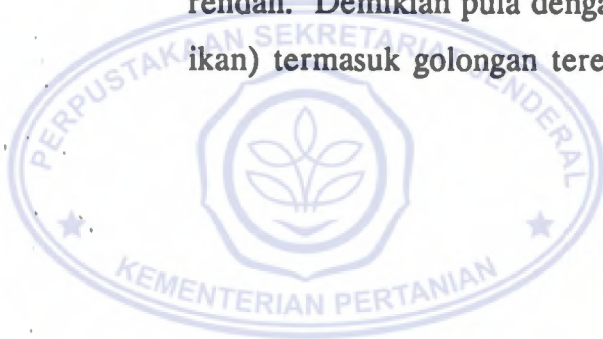 rendah. Demikian pula denga
ikan) termasuk golongan tere
PERPUSTAKAAN SEKRETARIAT JENDERAL
KEMENTERIAN PERTANIAN